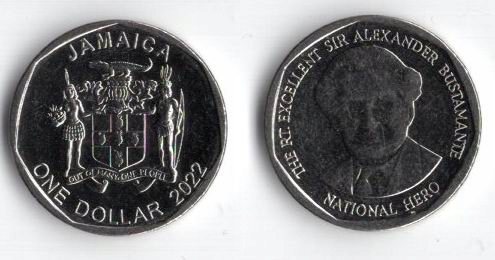 JAMAICA
OUT OF MANY, ONE PEOPLE
ONE DOLLAR 2022
THE RT. EXCELLENT SIR ALEXANDER BUSTAMANTE
NATIONAL HERO